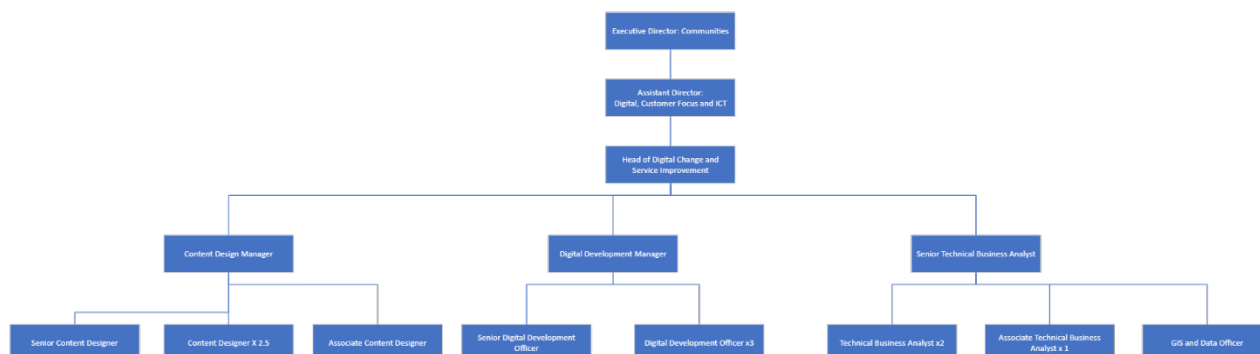 Executive Director: Communities
Assistant Director:
Digital, Customer Focus and ICT
Head of Digital Change and
Service Improvement
Content Design Manager
Digital Development Manager
Senior Technical Business Analyst
Senior Content Designer
Content Designer X 2.5
Associate Content Designer
Senior Digital Development
Officer
Digital Development Officer x3
Technical Business Analyst x2
Associate Technical Business
Analyst x 1
GIS and Data Officer